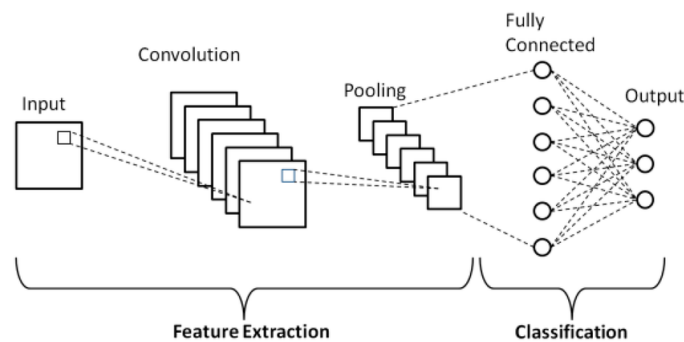 Fully
Connected
Convolution
Pooling
Input
Output
Feature Extraction
Classification